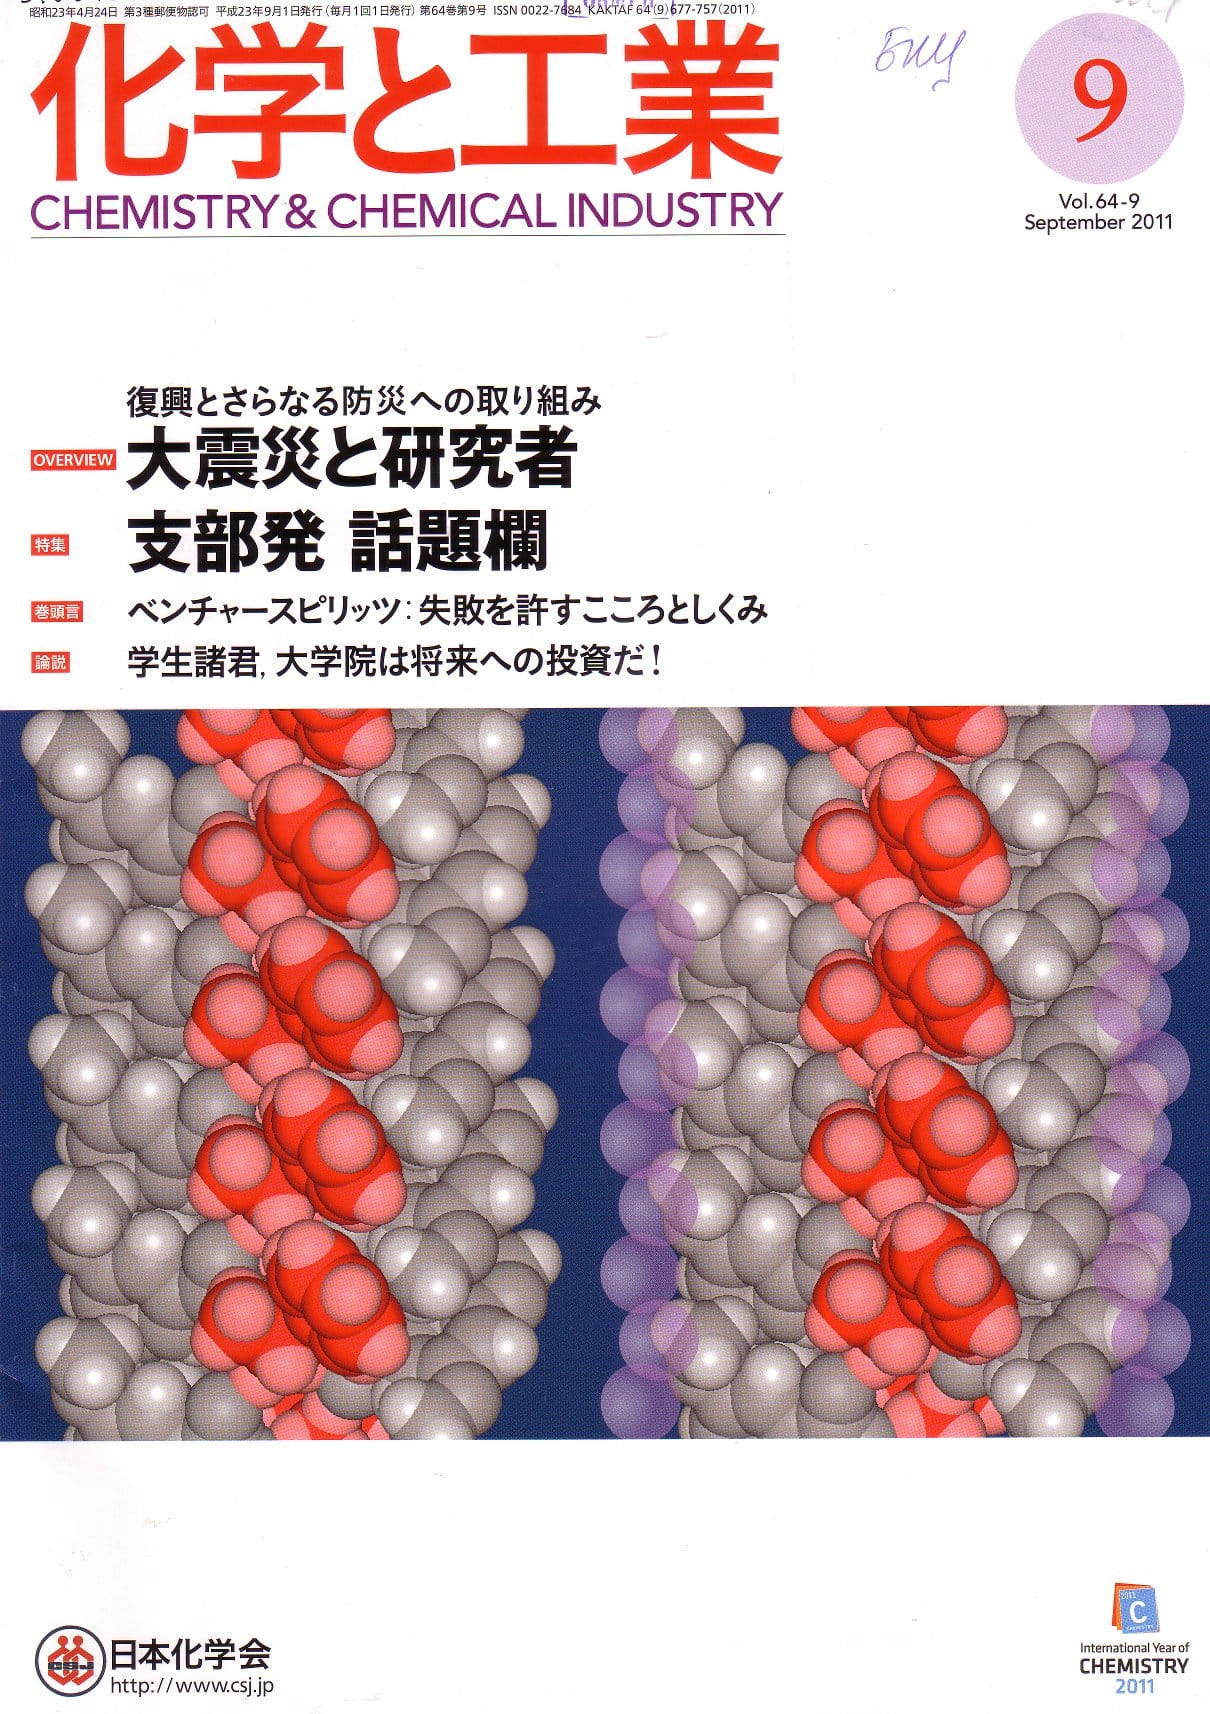 昭和23年4月24日 第3種郵便物認可 平成23年9月1日発行(毎月1回1日発行) 第64巻第9号 ISSN 0022-7684 KAKTAF 64(9)677-757(2011)
化学と工業
CHEMISTRY & CHEMICAL INDUSTRY
БИЦ
9
Vol.64-9
September 2011
復興とさらなる防災への取り組み
OVERVIEW 大震災と研究者
特集 支部発 話題欄
巻頭言 ベンチャースピリッツ:失敗を許すこころとしくみ
論説 学生諸君, 大学院は将来への投資だ!
CSJ 日本化学会
http://www.csj.jp
2011
C
CHEMISTRY
International Year of
CHEMISTRY
2011